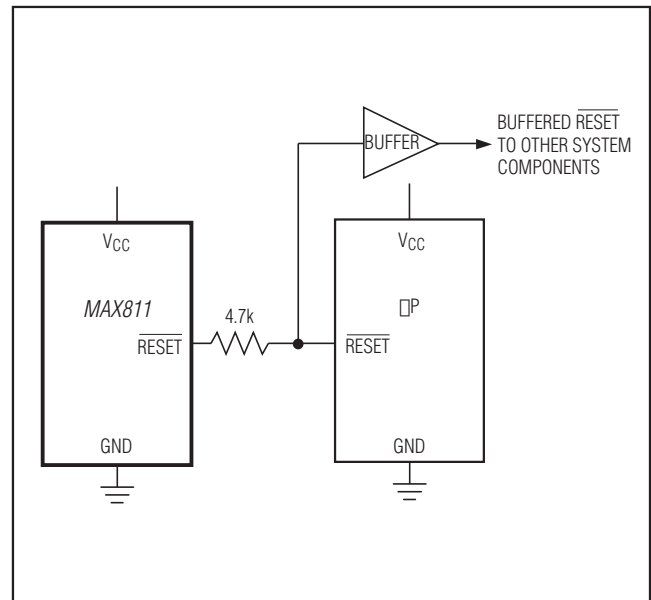 BUFFER
BUFFERED RESET
TO OTHER SYSTEM
COMPONENTS
VCC
MAX811
RESET
GND
4.7k
VCC
□P
RESET
GND